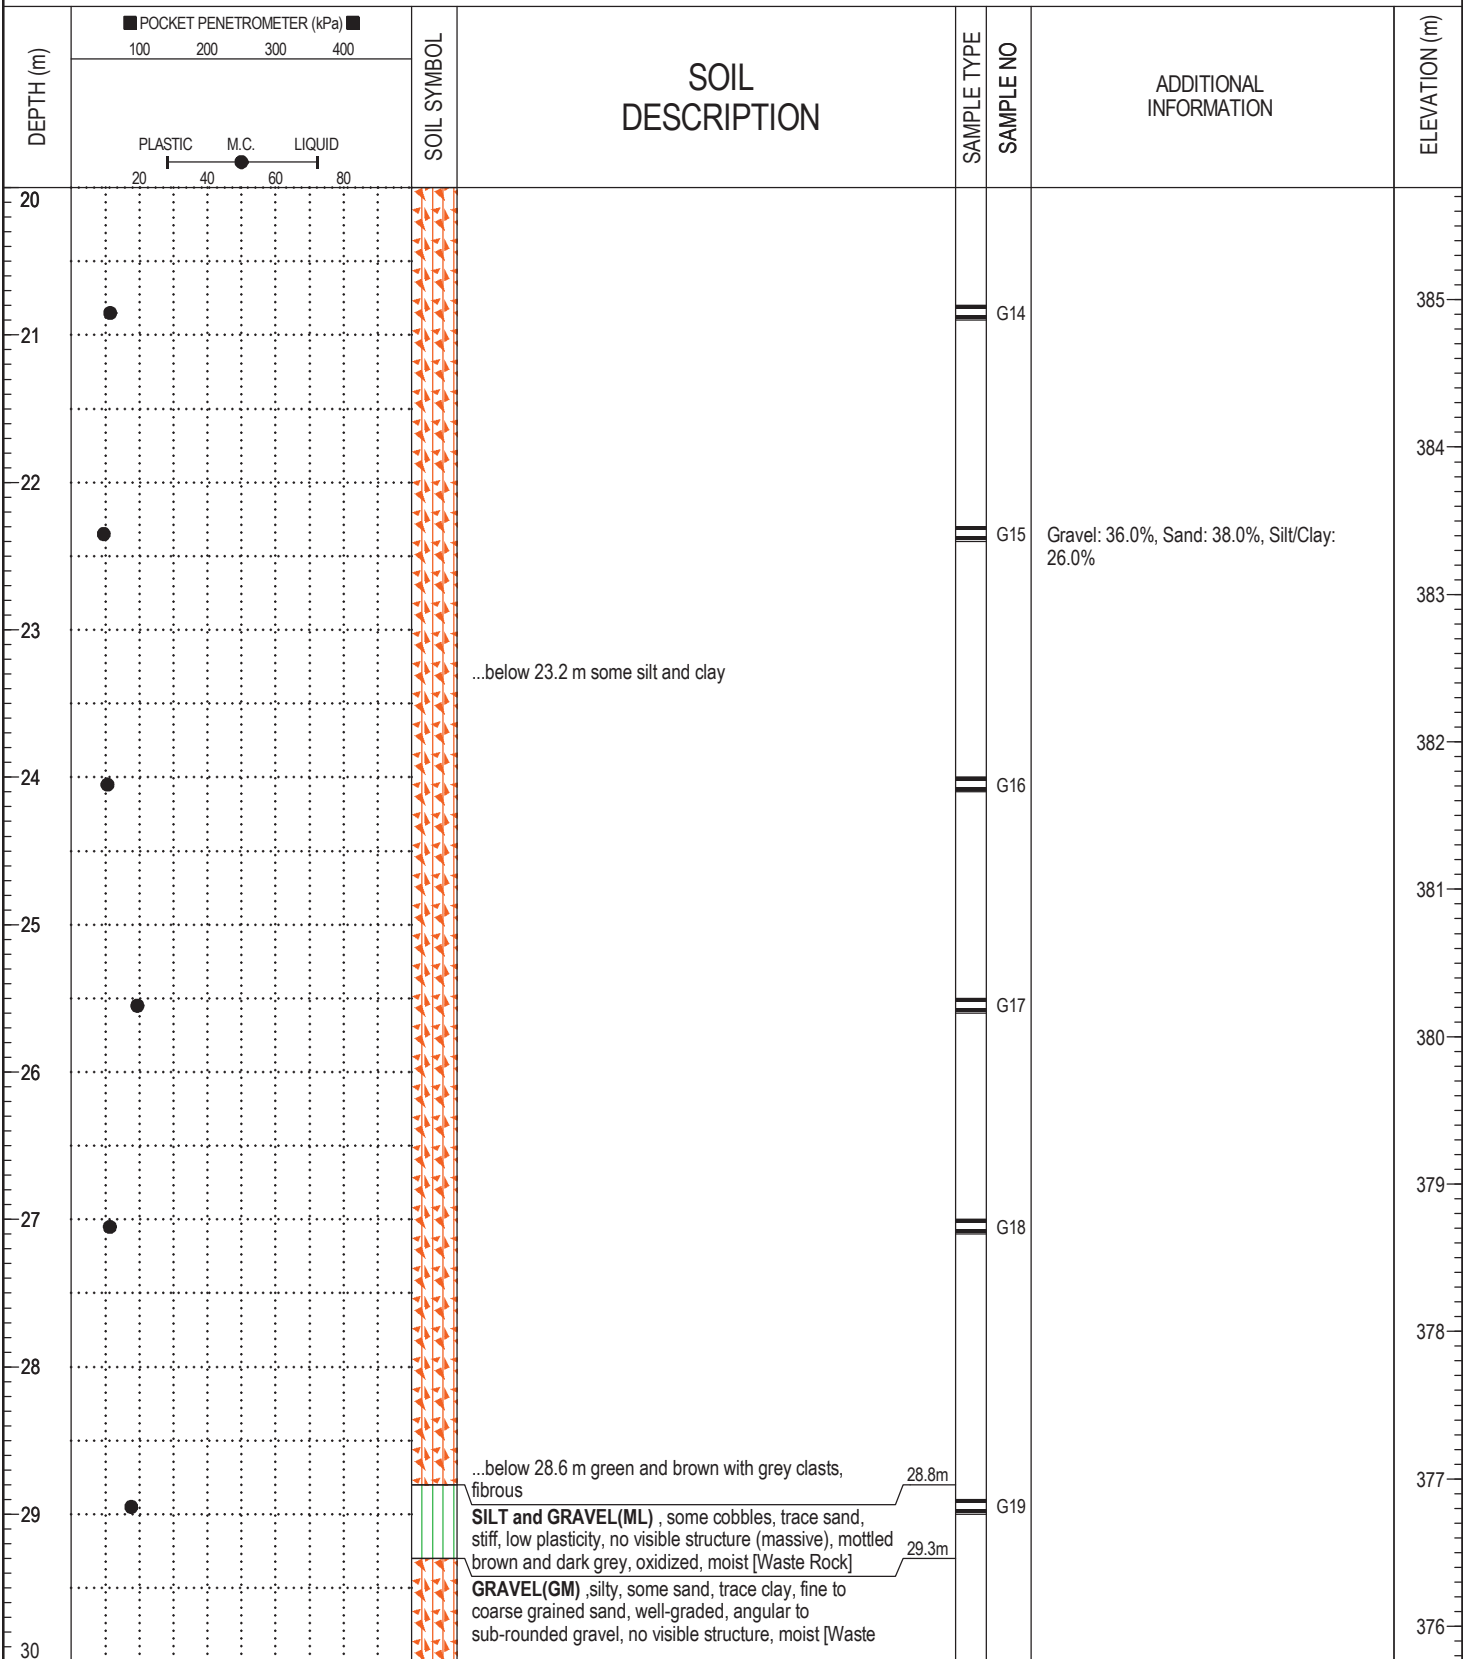 POCKET PENETROMETER (kPa)
100 200 300 400
DEPTH (m)
PLASTIC M.C. LIQUID
20 40 60 80
SOIL SYMBOL
SOIL
DESCRIPTION
SAMPLE TYPE
SAMPLE NO
ADDITIONAL
INFORMATION
ELEVATION (m)
20
385
G14
21
384
22
G15 Gravel: 36.0%, Sand: 38.0%, Silt/Clay:
26.0%
383
23
...below 23.2 m some silt and clay
382
24
G16
381
25
G17
380
26
379
27
G18
378
28
...below 28.6 m green and brown with grey clasts,
fibrous
28.8m
377
G19
29
SILT and GRAVEL(ML) , some cobbles, trace sand,
stiff, low plasticity, no visible structure (massive), mottled
brown and dark grey, oxidized, moist [Waste Rock]
29.3m
GRAVEL(GM) ,silty, some sand, trace clay, fine to
coarse grained sand, well-graded, angular to
sub-rounded gravel, no visible structure, moist [Waste
376
30